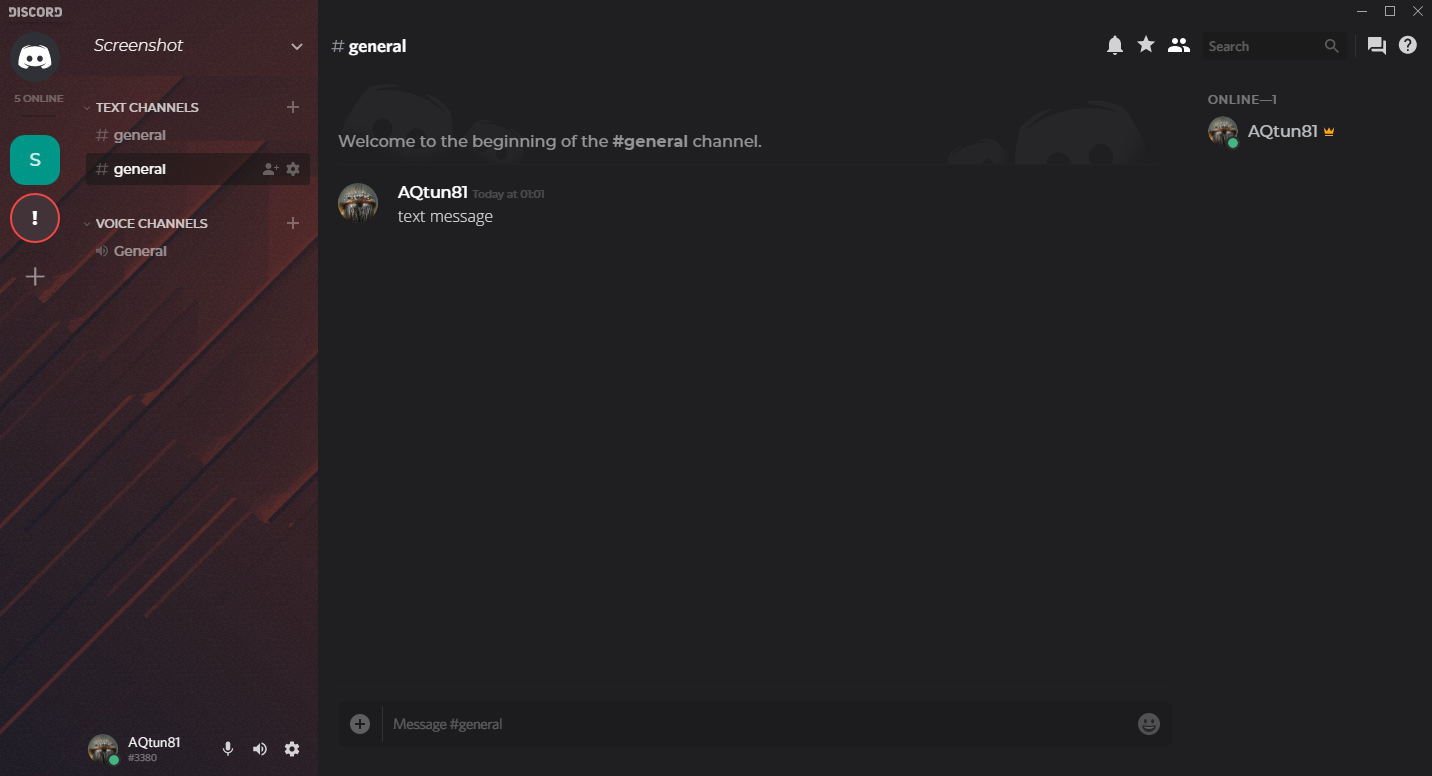 DISCORD
Screenshot
5 ONLINE
S
!
TEXT CHANNELS
# general
# general
VOICE CHANNELS
General
AQtun81
#3380
# general
Search
Welcome to the beginning of the #general channel.
AQtun81 Today at 01:01
text message
Message #general
ONLINE—1
AQtun81